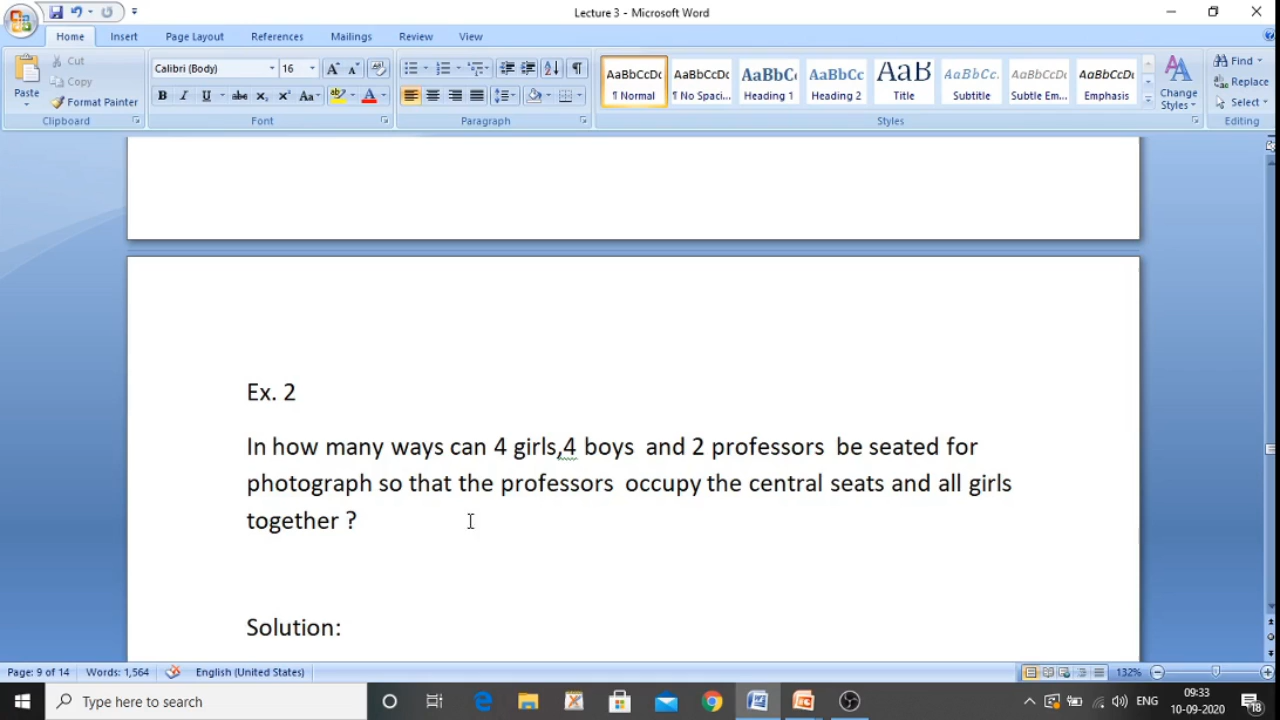 Lecture 3 - Microsoft Word
Home Insert Page Layout References Mailings Review View
Paste
Cut
Copy
Format Painter
Clipboard
Calibri (Body) 16
Font
Paragraph
AaBbCcDc AaBbCcDc AaBbC AaBbCc AaB AaBbCc. AaBbCcDc AaBbCcDc
¶ Normal ¶ No Spaci... Heading 1 Heading 2 Title Subtitle Subtle Em... Emphasis
Change Styles
Styles
Find
Replace
Select
Editing
Ex. 2
In how many ways can 4 girls,4 boys and 2 professors be seated for
photograph so that the professors occupy the central seats and all girls
together ?
Solution:
Page: 9 of 14 Words: 1,564 English (United States) 132%
Type here to search
ENG
09:33
10-09-2020
18